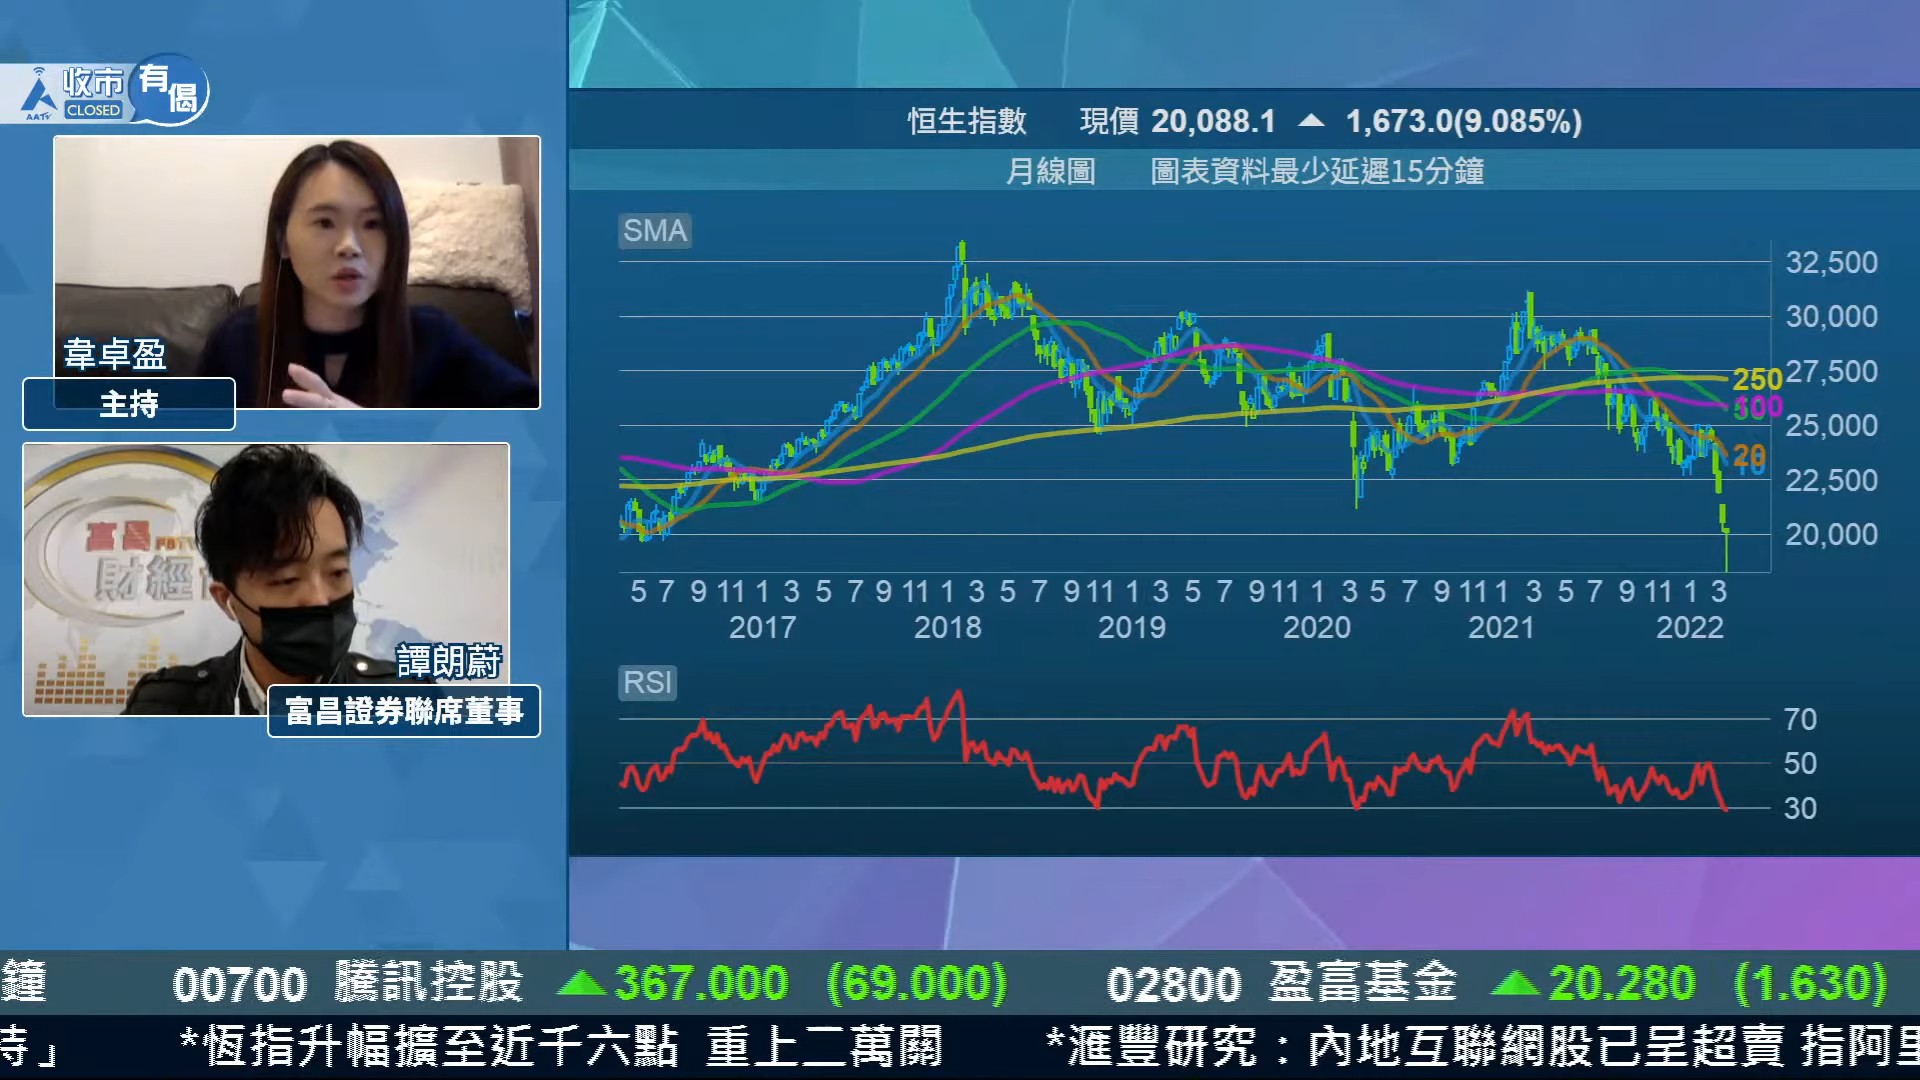 收市
有偈
CLOSED
AATV
韋卓盈
主持
富昌
FBTV
財經
譚朗蔚
富昌證券聯席董事
恒生指數 現價 20,088.1 ▲ 1,673.0(9.085%)
月線圖 圖表資料最少延遲15分鐘
SMA
32,500
30,000
27,500
25,000
22,500
20,000
250
100
20
5 7 9 11 1 3 5 7 9 11 1 3 5 7 9 11 1 3 5 7 9 11 1 3 5 7 9 11 1 3 5 7 9 11 1 3
2017 2018 2019 2020 2021 2022
RSI
70
50
30
鐘 00700 騰訊控股 ▲367.000 (69.000) 02800 盈富基金 ▲20.280 (1.630)
持」 *恆指升幅擴至近千六點 重上二萬關 *滙豐研究：內地互聯網股已呈超賣 指阿里